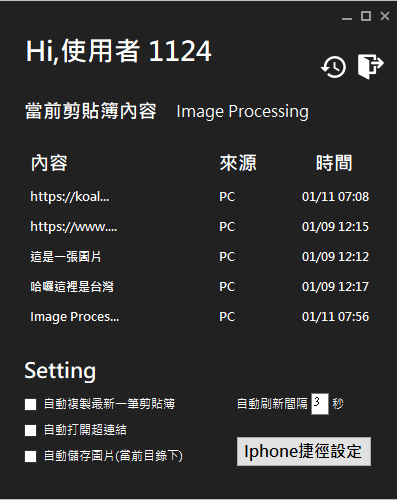 Hi,使用者 1124
當前剪貼簿內容 Image Processing
內容 來源 時間
https://koal... PC 01/11 07:08
https://www.... PC 01/09 12:15
這是一張圖片 PC 01/09 12:12
哈囉這裡是台灣 PC 01/09 12:17
Image Proces... PC 01/11 07:56
Setting
自動複製最新一筆剪貼簿 自動刷新間隔 3 秒
自動打開超連結
Iphone捷徑設定
自動儲存圖片(當前目錄下)